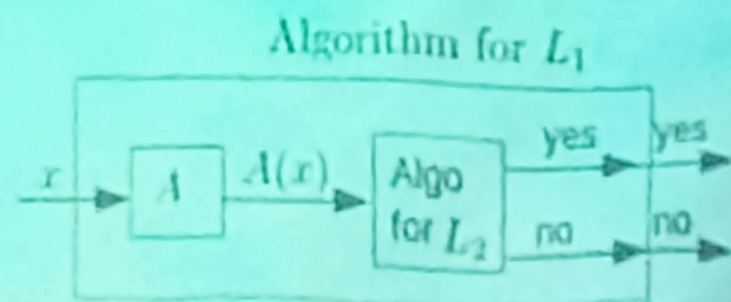 Algorithm for L₁
yes yes
x A A(x) Algo
for L₂
no no